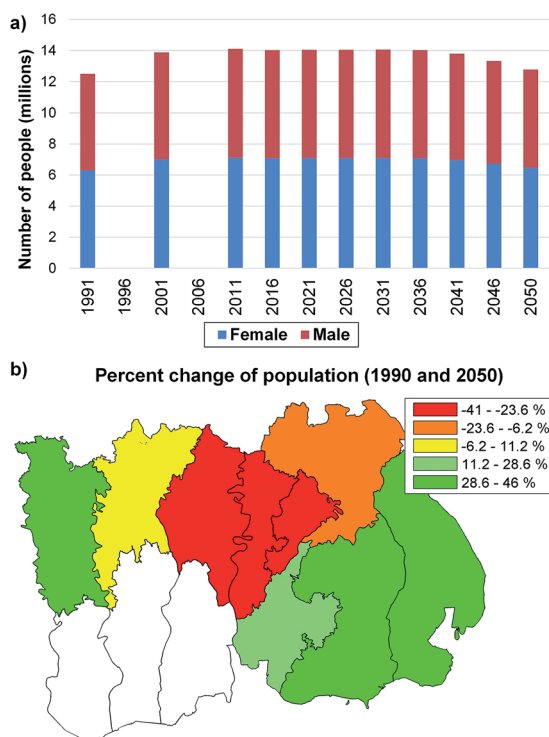 a)
Number of people (millions)
16
14
12
10
8
6
4
2
0
1991
1996
2001
2006
2011
2016
2021
2026
2031
2036
2041
2046
2050
Female Male
b)
Percent change of population (1990 and 2050)
-41 - -23.6 %
-23.6 - -6.2 %
-6.2 - 11.2 %
11.2 - 28.6 %
28.6 - 46 %